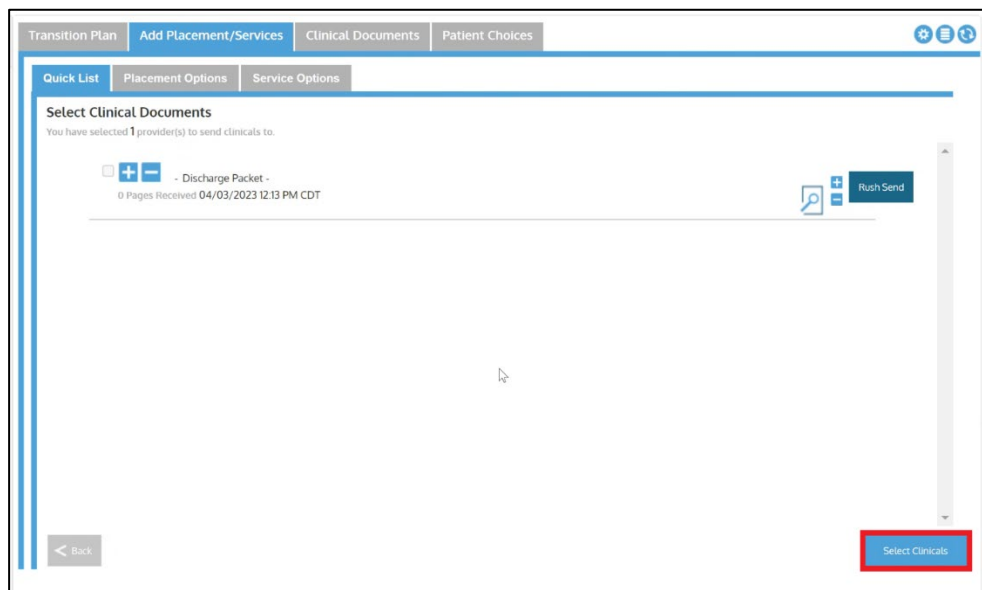 Transition Plan Add Placement/Services Clinical Documents Patient Choices
Quick List Placement Options Service Options
Select Clinical Documents
You have selected 1 provider(s) to send clinicals to.
- Discharge Packet -
0 Pages Received 04/03/2023 12:13 PM CDT
Rush Send
< Back
Select Clinicals